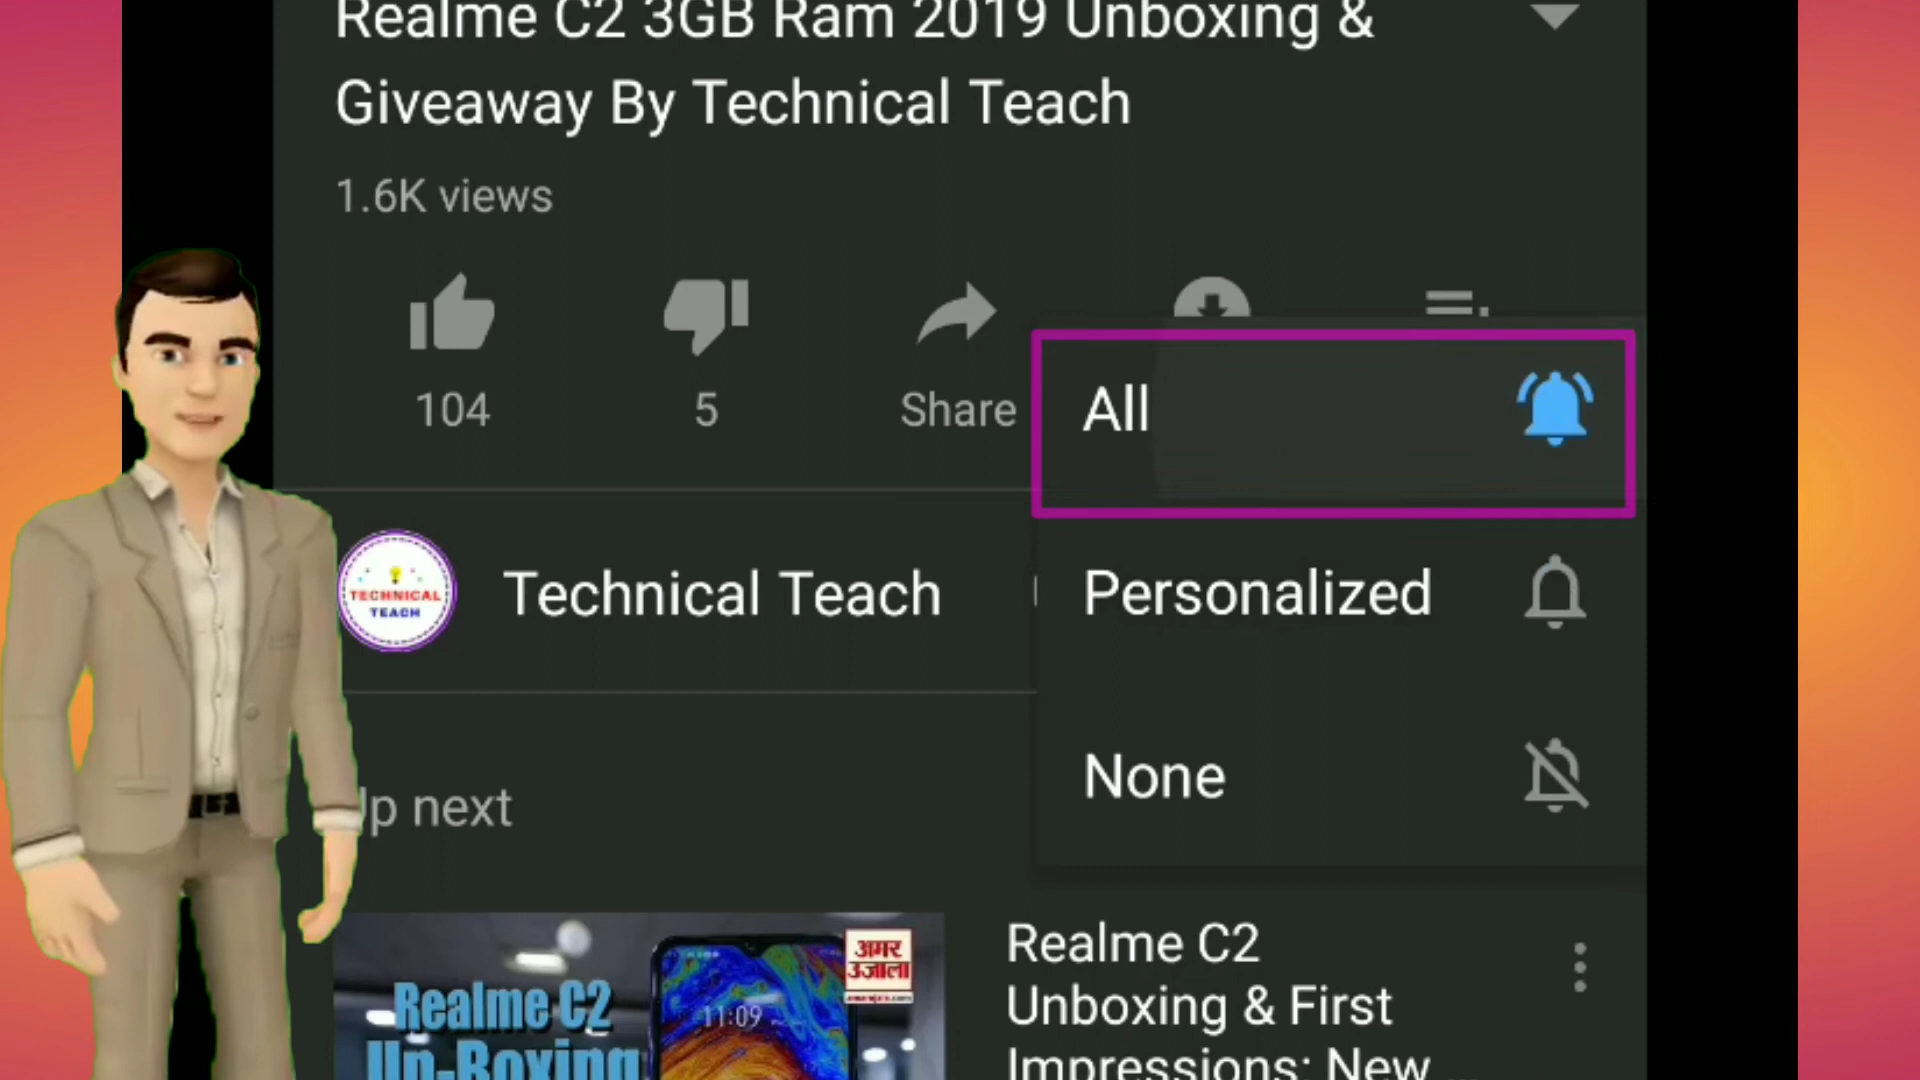 Realme C2 3GB Ram 2019 Unboxing &
Giveaway By Technical Teach
1.6K views
104
5
Share
All
TECHNICAL
TEACH
Technical Teach
Personalized
None
Up next
Realme C2
Un-Boxing
11:09
अमर
उजाला
Realme C2
Unboxing & First
Impressions: New ...